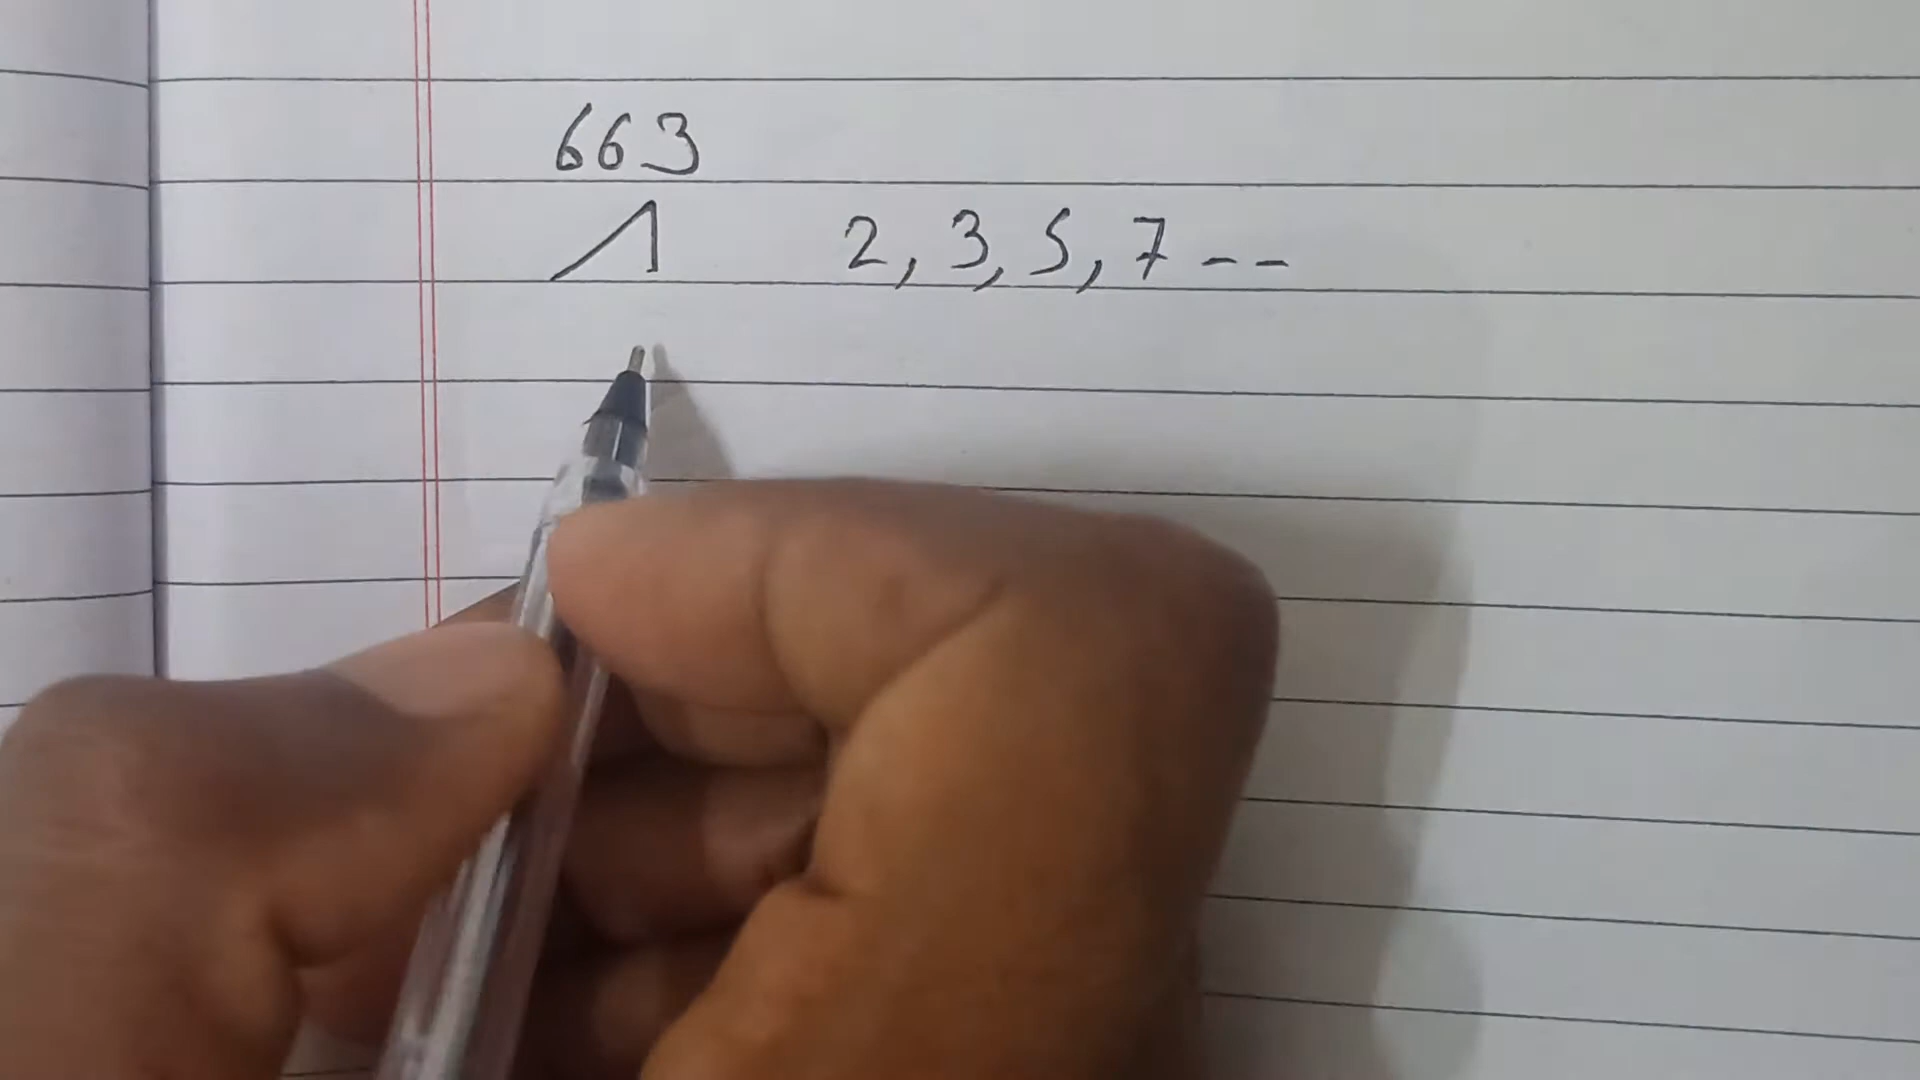 663
2, 3, 5, 7 - -